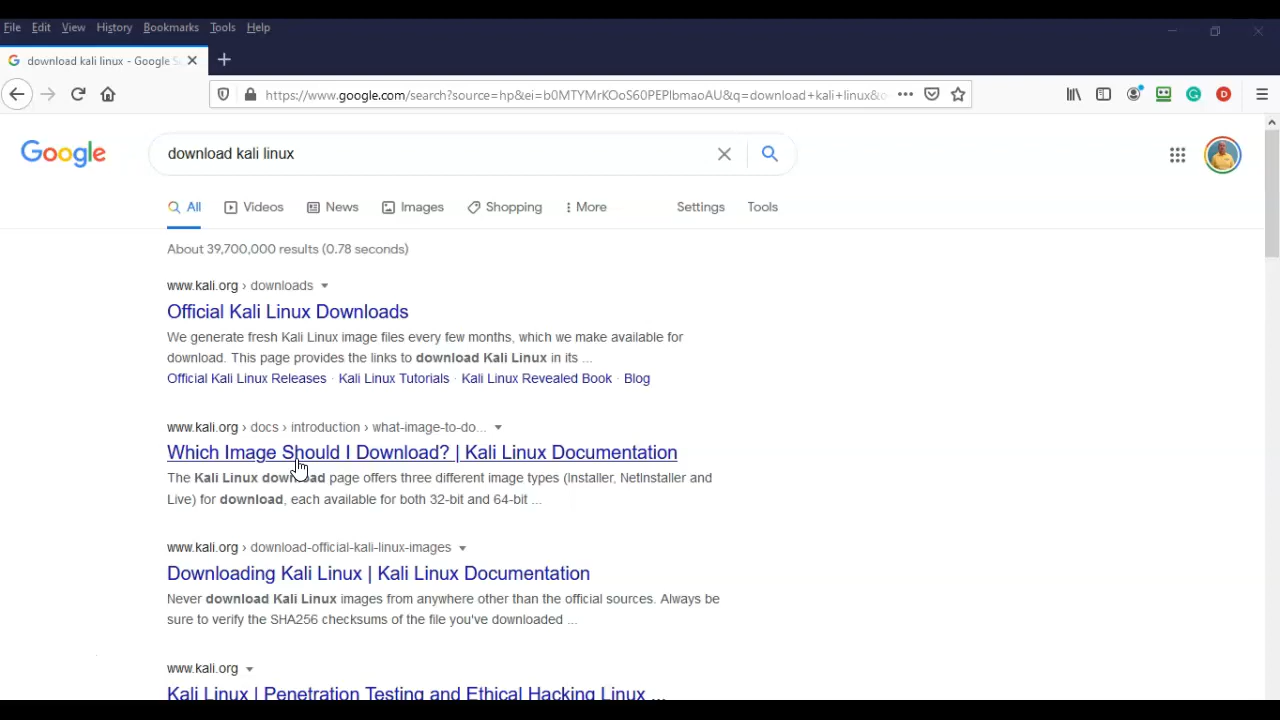 File Edit View History Bookmarks Tools Help
download kali linux - Google S
https://www.google.com/search?source=hp&ei=b0MTYMrKOoS60PEPlbmaoAU&q=download+kali+linux&o
Google
download kali linux
All Videos News Images Shopping More Settings Tools
About 39,700,000 results (0.78 seconds)
www.kali.org › downloads
Official Kali Linux Downloads
We generate fresh Kali Linux image files every few months, which we make available for
download. This page provides the links to download Kali Linux in its ...
Official Kali Linux Releases · Kali Linux Tutorials · Kali Linux Revealed Book · Blog
www.kali.org › docs › introduction › what-image-to-do...
Which Image Should I Download? | Kali Linux Documentation
The Kali Linux download page offers three different image types (Installer, NetInstaller and
Live) for download, each available for both 32-bit and 64-bit ...
www.kali.org › download-official-kali-linux-images
Downloading Kali Linux | Kali Linux Documentation
Never download Kali Linux images from anywhere other than the official sources. Always be
sure to verify the SHA256 checksums of the file you've downloaded ...
www.kali.org
Kali Linux | Penetration Testing and Ethical Hacking Linux ...